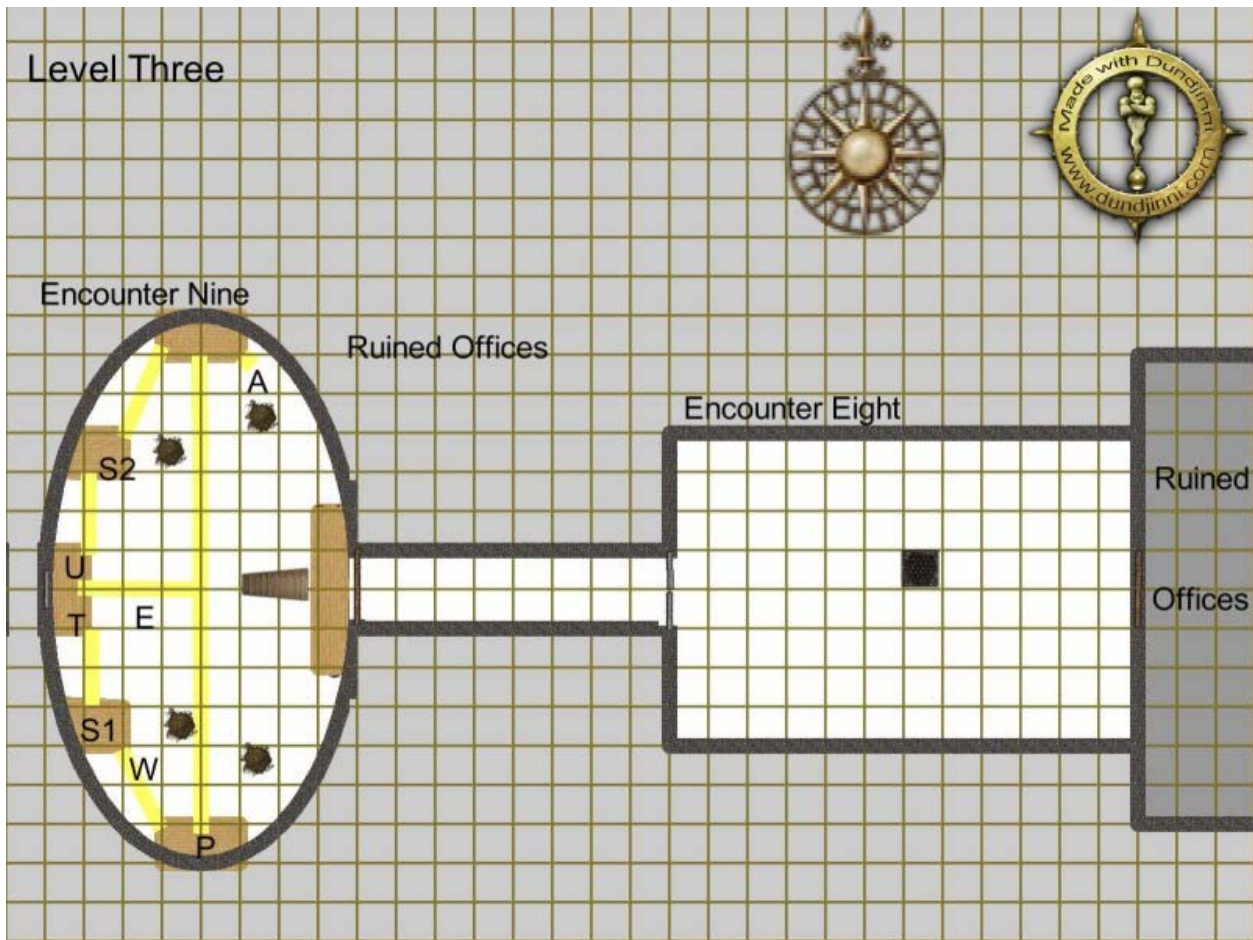 Level Three
Made with Dundjinni
www.dundjinni.com
Encounter Nine
Ruined Offices
A
Encounter Eight
S2
Ruined
U
Offices
E
T
S1
W
P